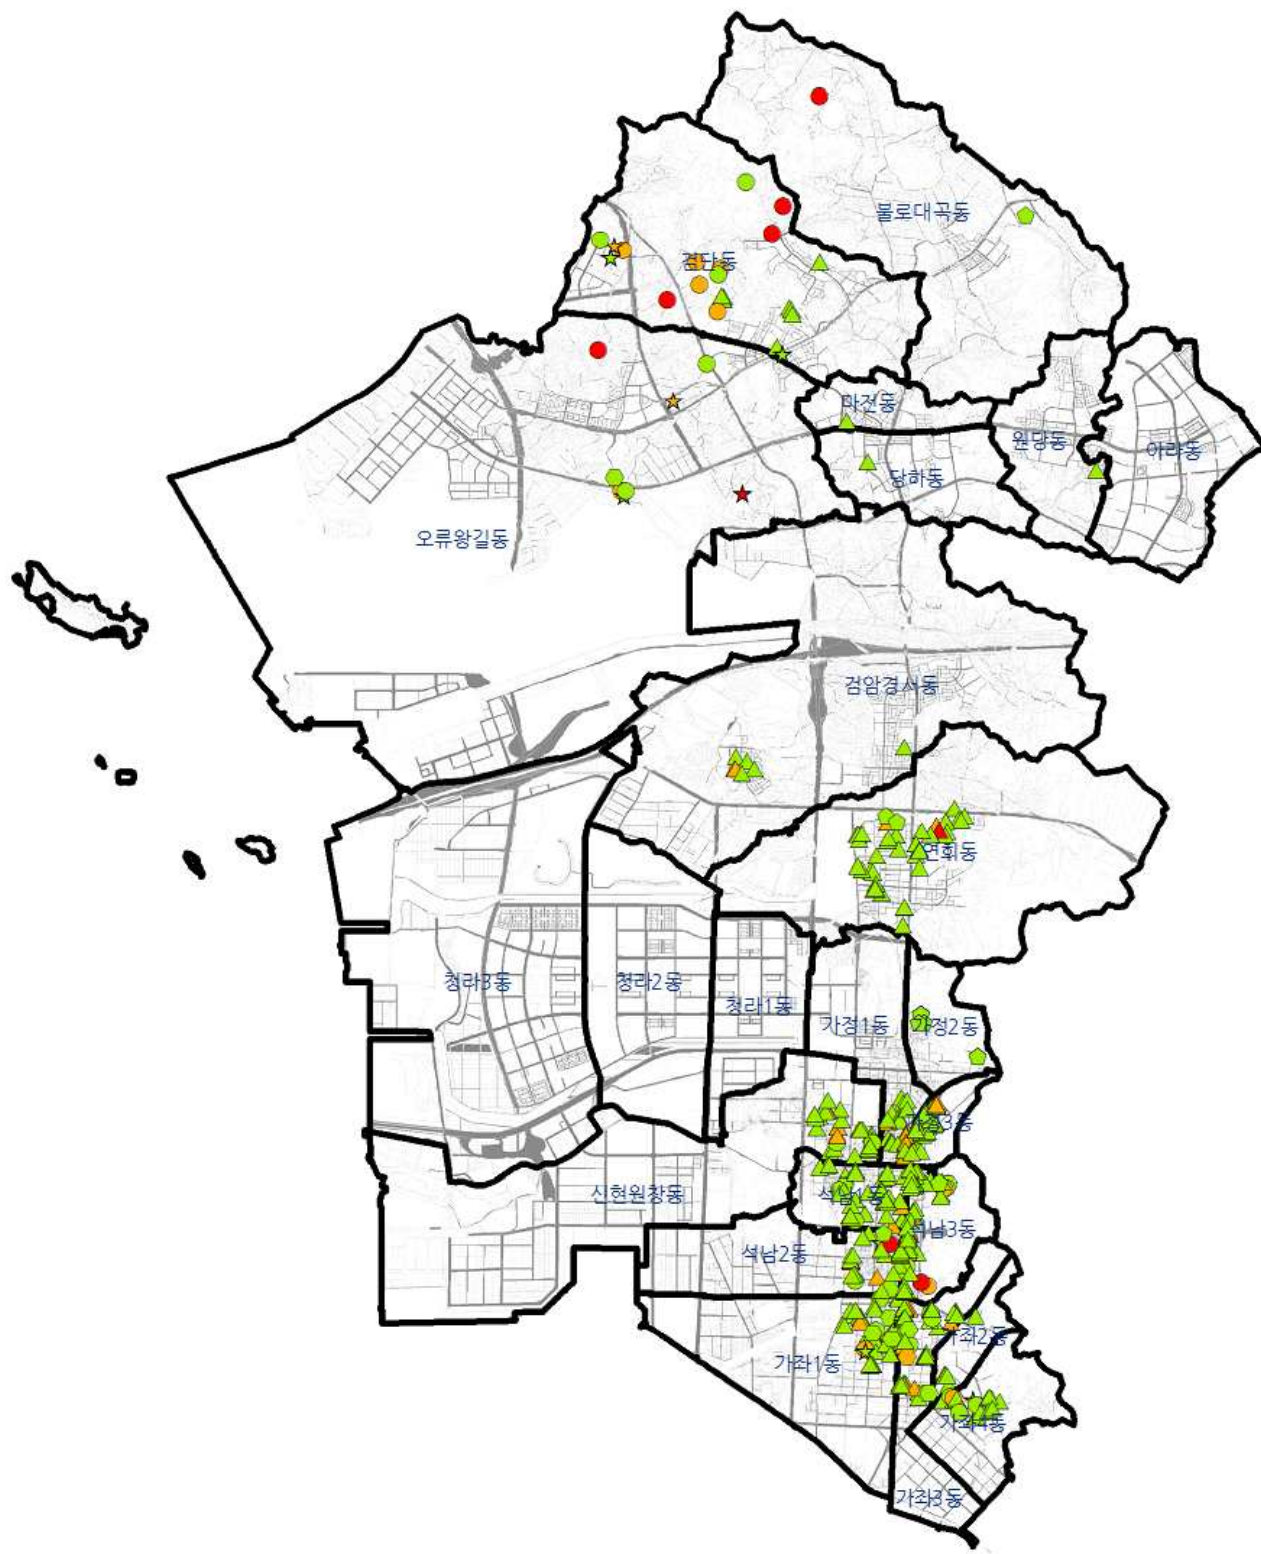 불로대곡동
검단동
마전동
원당동
아라동
당하동
오류왕길동
검암경서동
연희동
청라3동
청라2동
청라1동
가정1동
가정2동
가정3동
신현원창동
석남1동
석남3동
석남2동
가좌2동
가좌1동
가좌4동
가좌3동